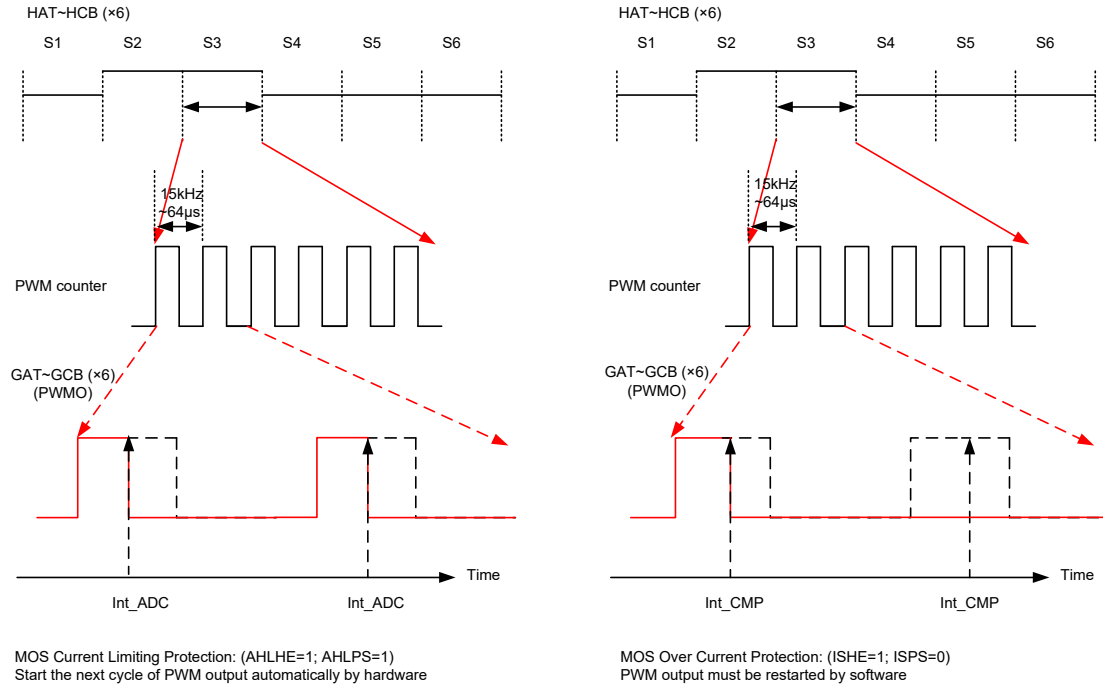 HAT~HCB (×6)
S1 S2 S3 S4 S5 S6
15kHz
~64μs
PWM counter
GAT~GCB (×6)
(PWMO)
Time
Int_ADC Int_ADC
MOS Current Limiting Protection: (AHLHE=1; AHLPS=1)
Start the next cycle of PWM output automatically by hardware
HAT~HCB (×6)
S1 S2 S3 S4 S5 S6
15kHz
~64μs
PWM counter
GAT~GCB (×6)
(PWMO)
Time
Int_CMP Int_CMP
MOS Over Current Protection: (ISHE=1; ISPS=0)
PWM output must be restarted by software